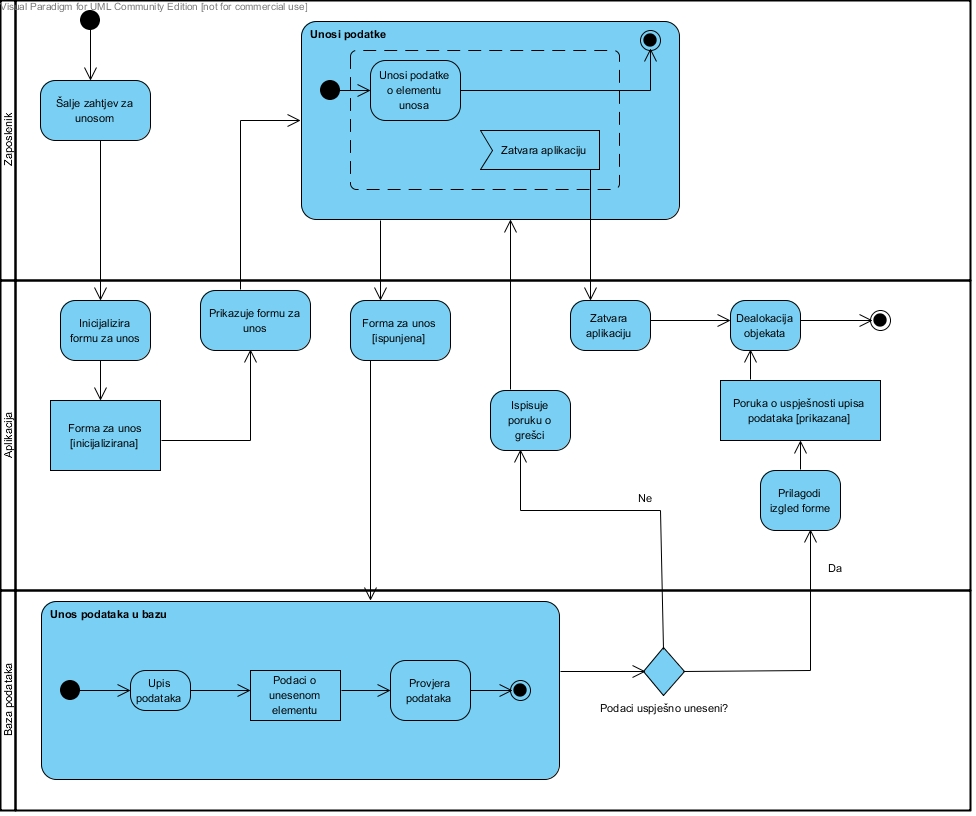 Visual Paradigm for UML Community Edition [not for commercial use]
Zaposlenik
Šalje zahtjev za
unosom
Unosi podatke
Unosi podatke
o elementu
unosa
Zatvara aplikaciju
Aplikacija
Inicijalizira
formu za unos
Prikazuje formu za
unos
Forma za unos
[ispunjena]
Zatvara
aplikaciju
Dealokacija
objekata
Forma za unos
[inicijalizirana]
Ispisuje
poruku o
grešci
Poruka o uspješnosti upisa
podataka [prikazana]
Prilagodi
izgled forme
Ne
Da
Baza podataka
Unos podataka u bazu
Upis
podataka
Podaci o
unesenom
elementu
Provjera
podataka
Podaci uspješno uneseni?